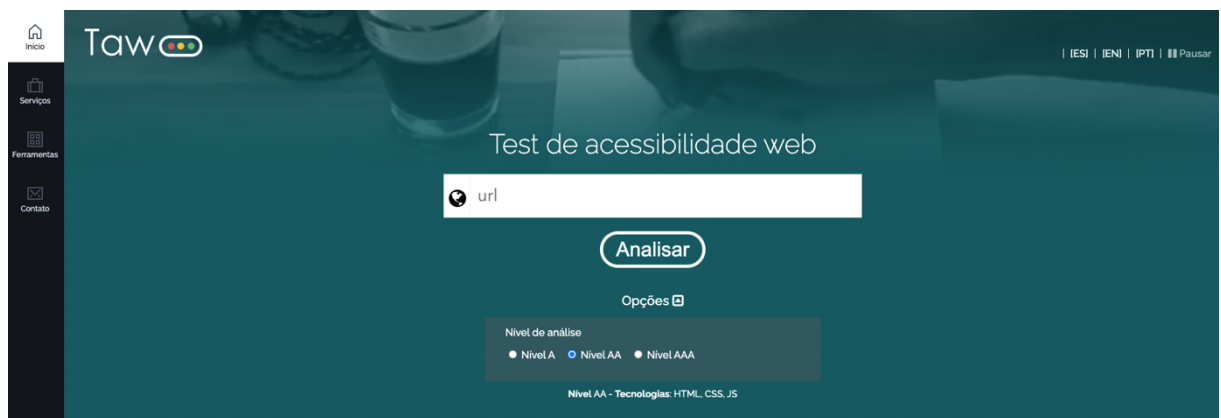 Taw
| [ES] | [EN] | [PT] | Pausar
Início
Serviços
Ferramentas
Contato
Test de acessibilidade web
url
Analisar
Opções
Nível de análise
Nível A Nível AA Nível AAA
Nível AA - Tecnologias: HTML, CSS, JS